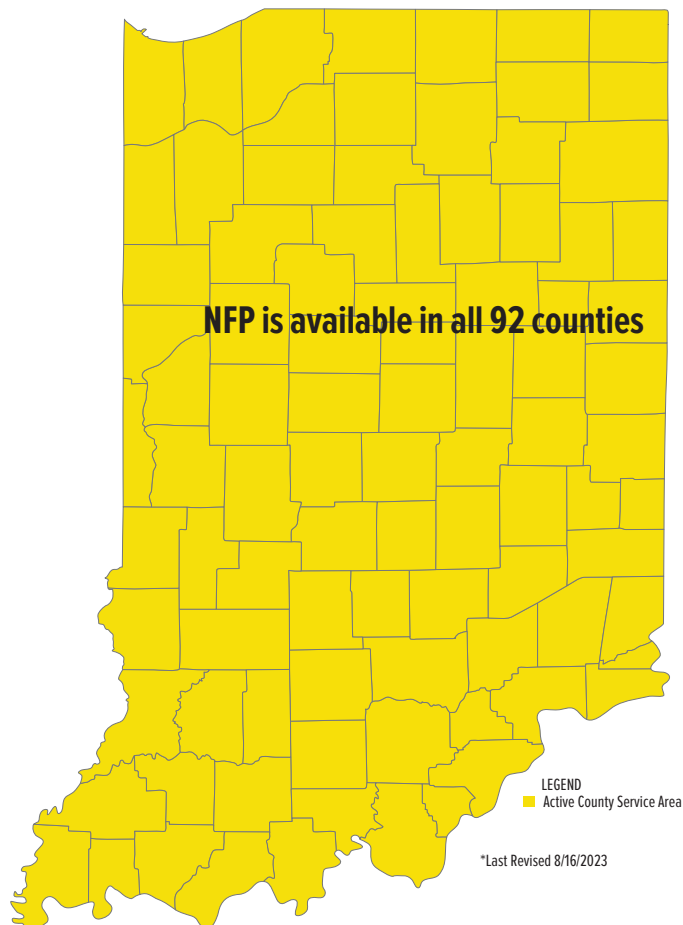 NFP is available in all 92 counties
LEGEND
Active County Service Area
*Last Revised 8/16/2023